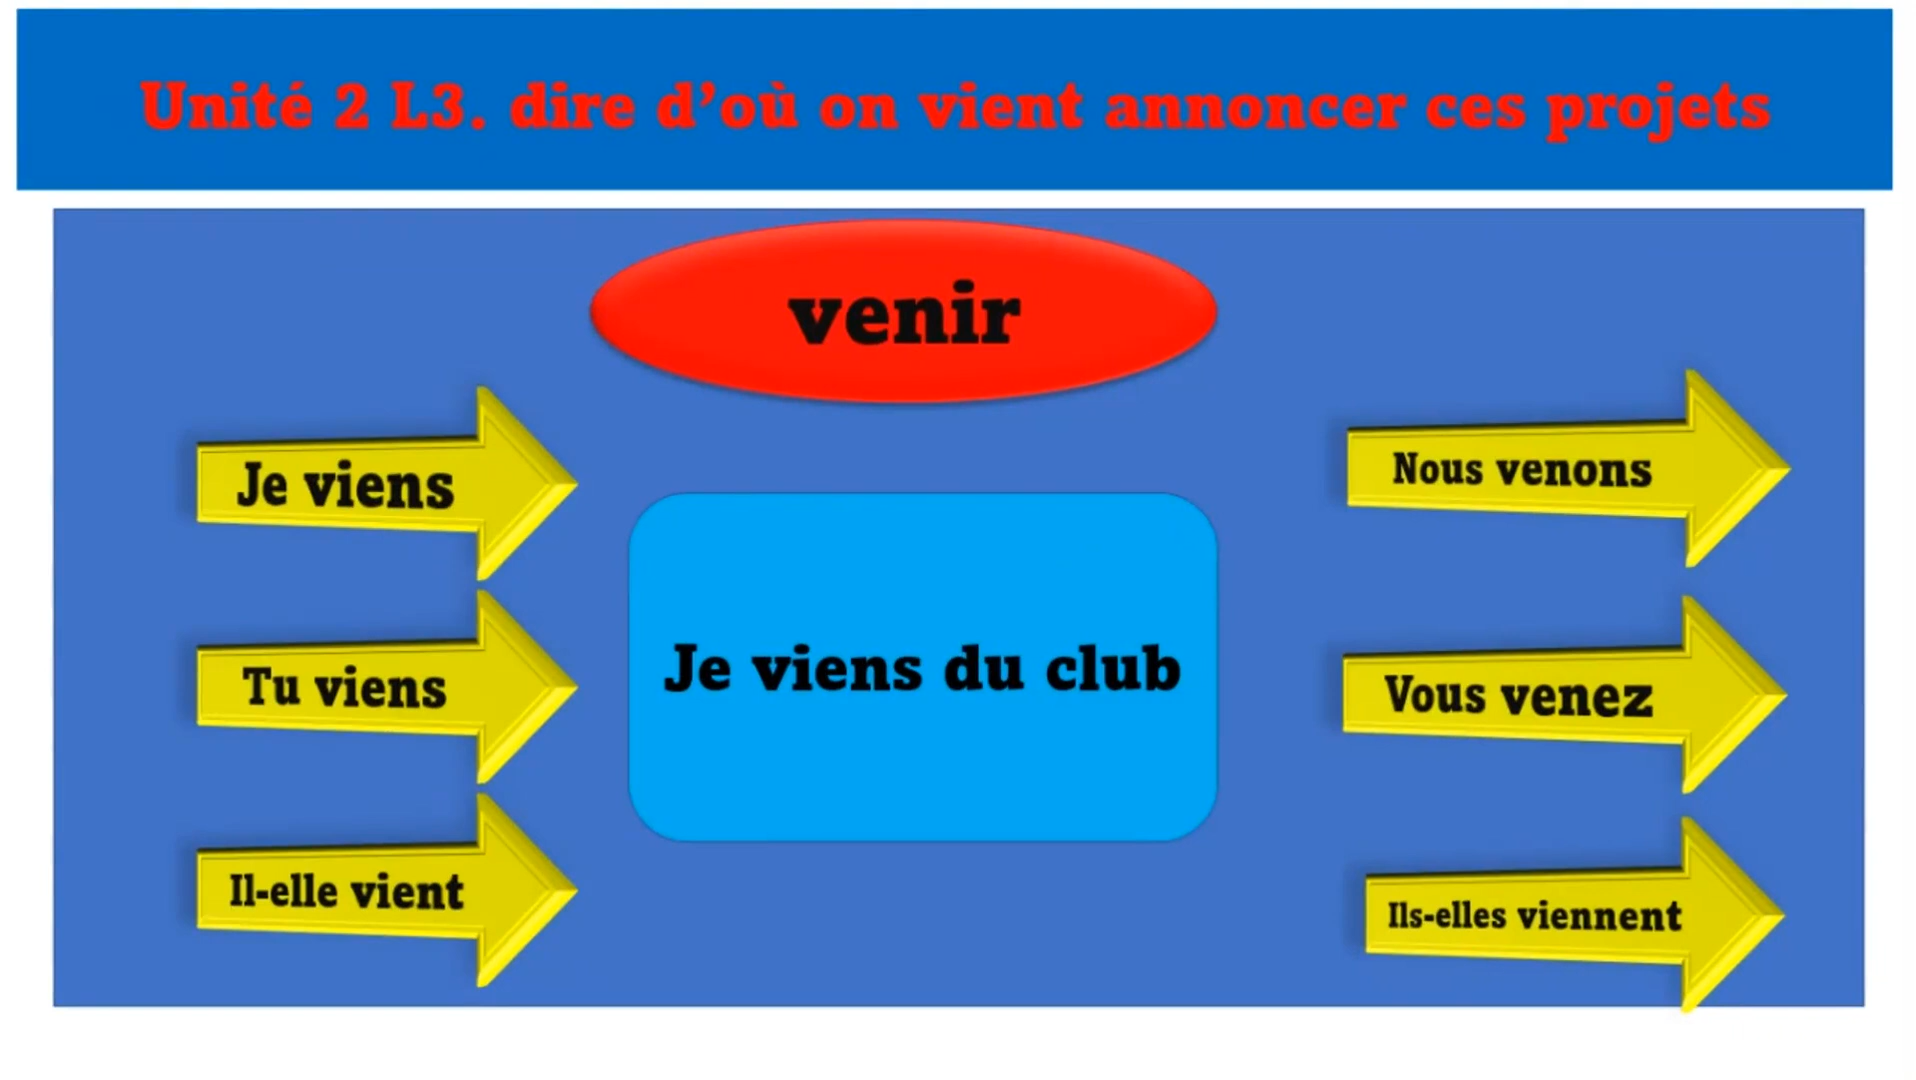 Unité 2 L3. dire d’où on vient annoncer ces projets
venir
Je viens
Tu viens
Il-elle vient
Je viens du club
Nous venons
Vous venez
Ils-elles viennent